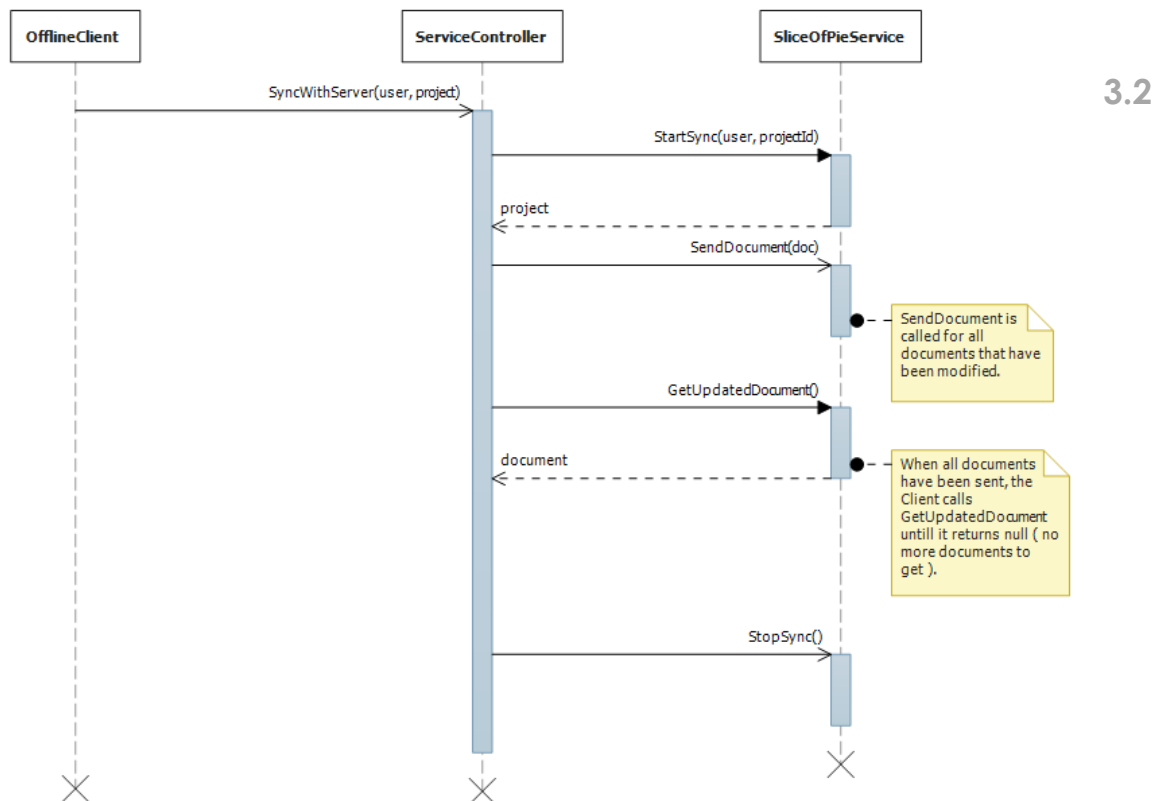 OfflineClient
ServiceController
SliceOfPieService
3.2
SyncWithServer(user, project)
StartSync(user, projectId)
project
SendDocument(doc)
SendDocument is
called for all
documents that have
been modified.
GetUpdatedDocument()
document
When all documents
have been sent, the
Client calls
GetUpdatedDocument
untill it returns null ( no
more documents to
get ).
StopSync()